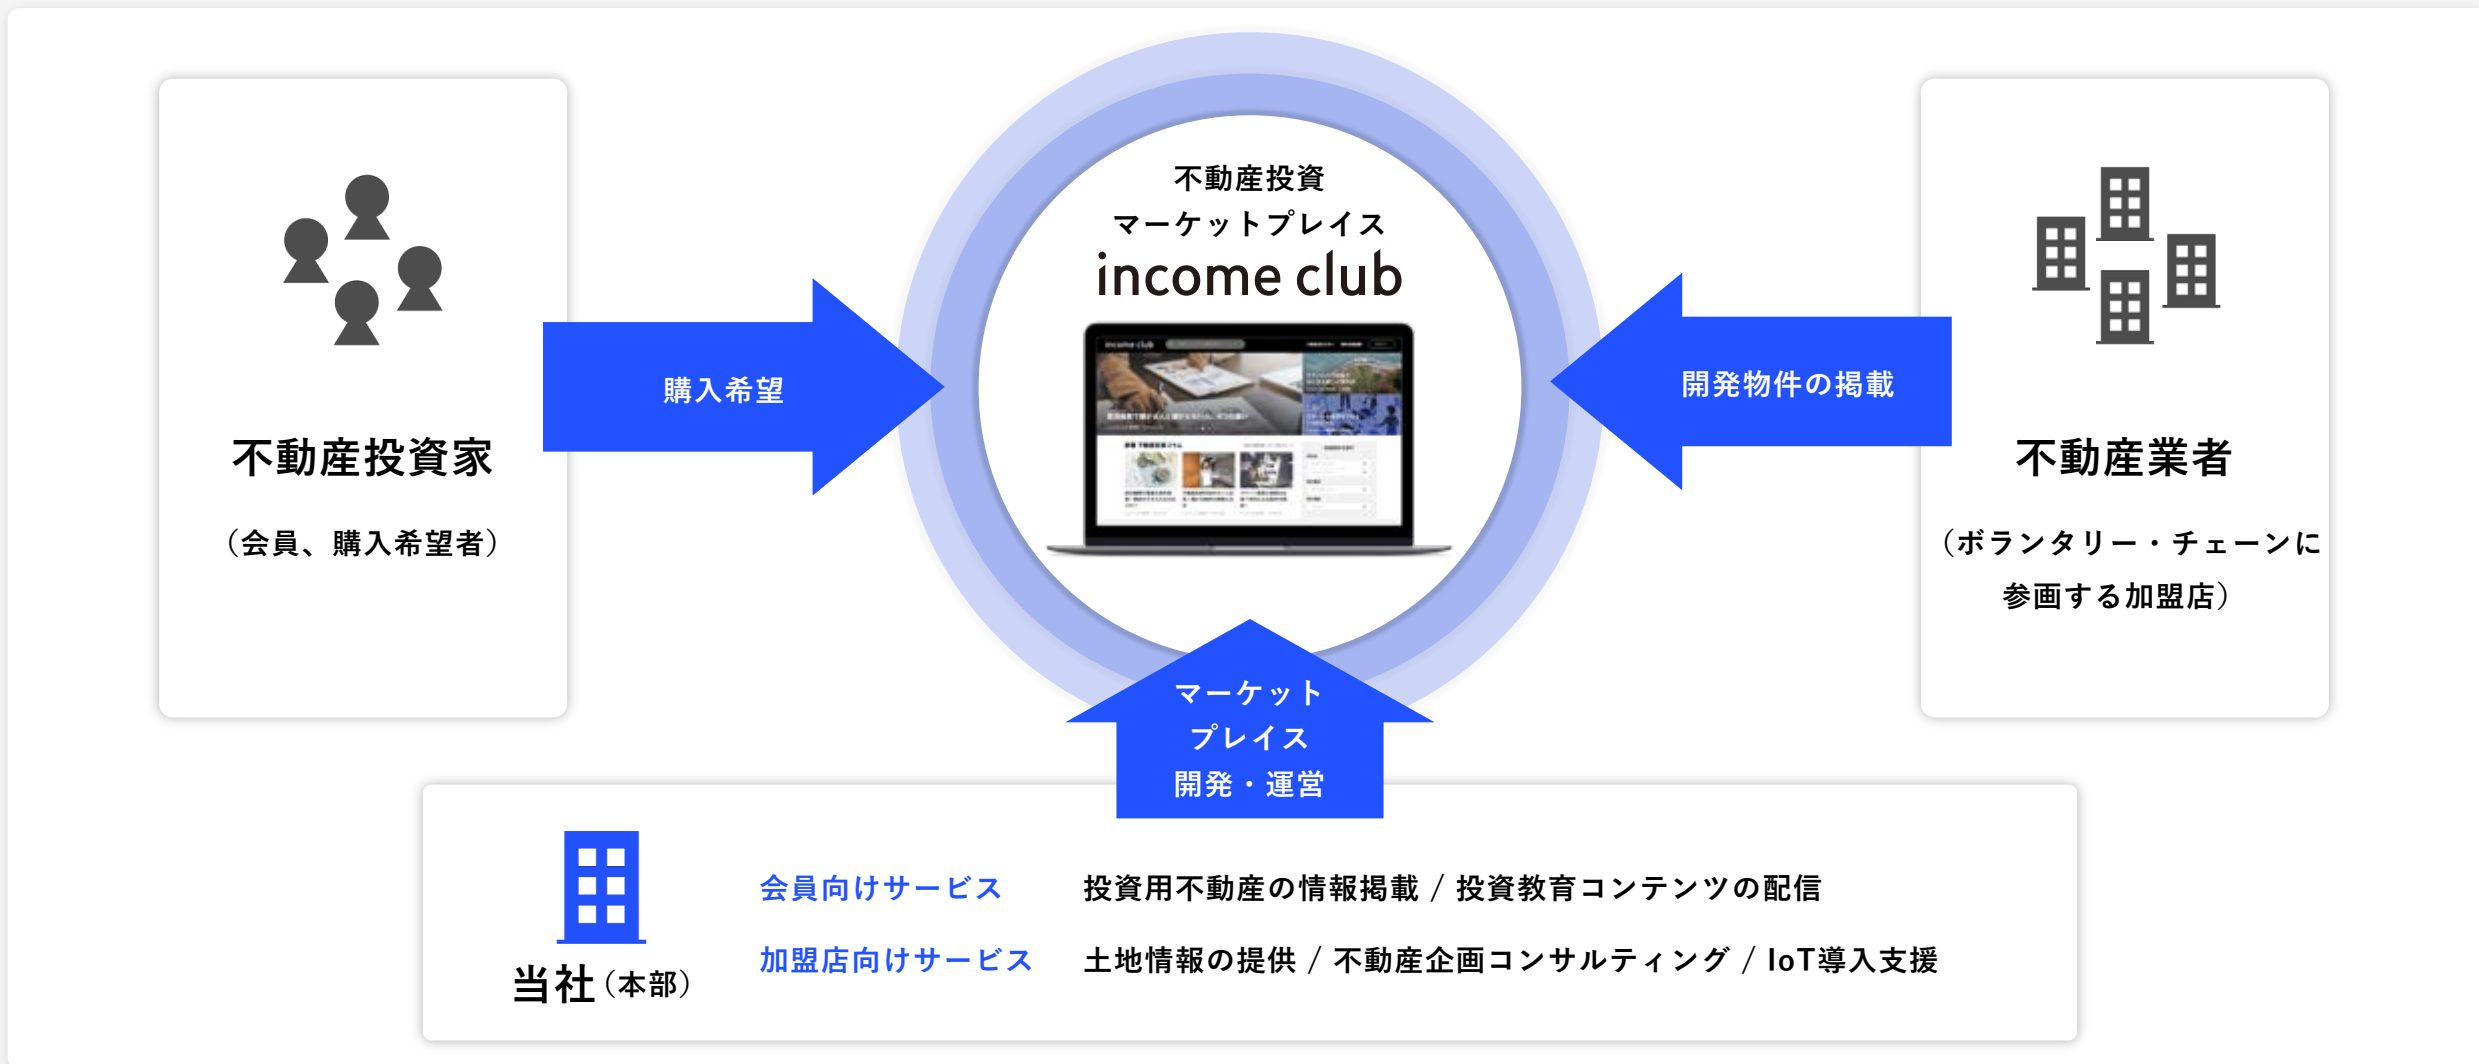 不動産投資
マーケットプレイス
income club
income club
購入希望
開発物件の掲載
不動産投資家
（会員、購入希望者）
不動産業者
（ボランタリー・チェーンに
参画する加盟店）
マーケット
プレイス
開発・運営
当社（本部）
会員向けサービス
投資用不動産の情報掲載 / 投資教育コンテンツの配信
加盟店向けサービス
土地情報の提供 / 不動産企画コンサルティング / IoT導入支援